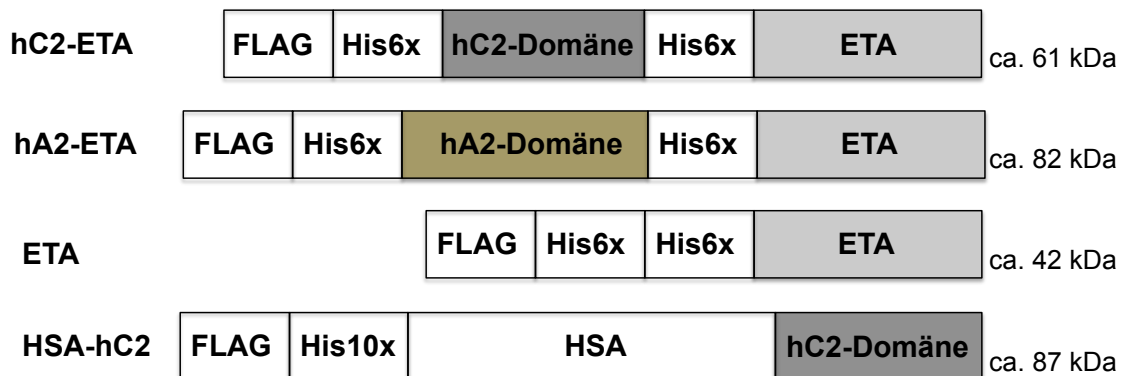 hC2-ETA FLAG His6x hC2-Domäne His6x ETA ca. 61 kDa
hA2-ETA FLAG His6x hA2-Domäne His6x ETA ca. 82 kDa
ETA FLAG His6x His6x ETA ca. 42 kDa
HSA-hC2 FLAG His10x HSA hC2-Domäne ca. 87 kDa